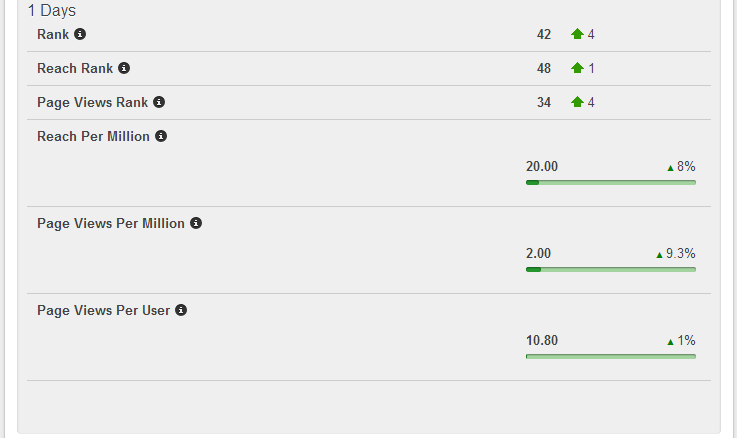 1 Days
Rank 42 4
Reach Rank 48 1
Page Views Rank 34 4
Reach Per Million
20.00 8%
Page Views Per Million
2.00 9.3%
Page Views Per User
10.80 1%